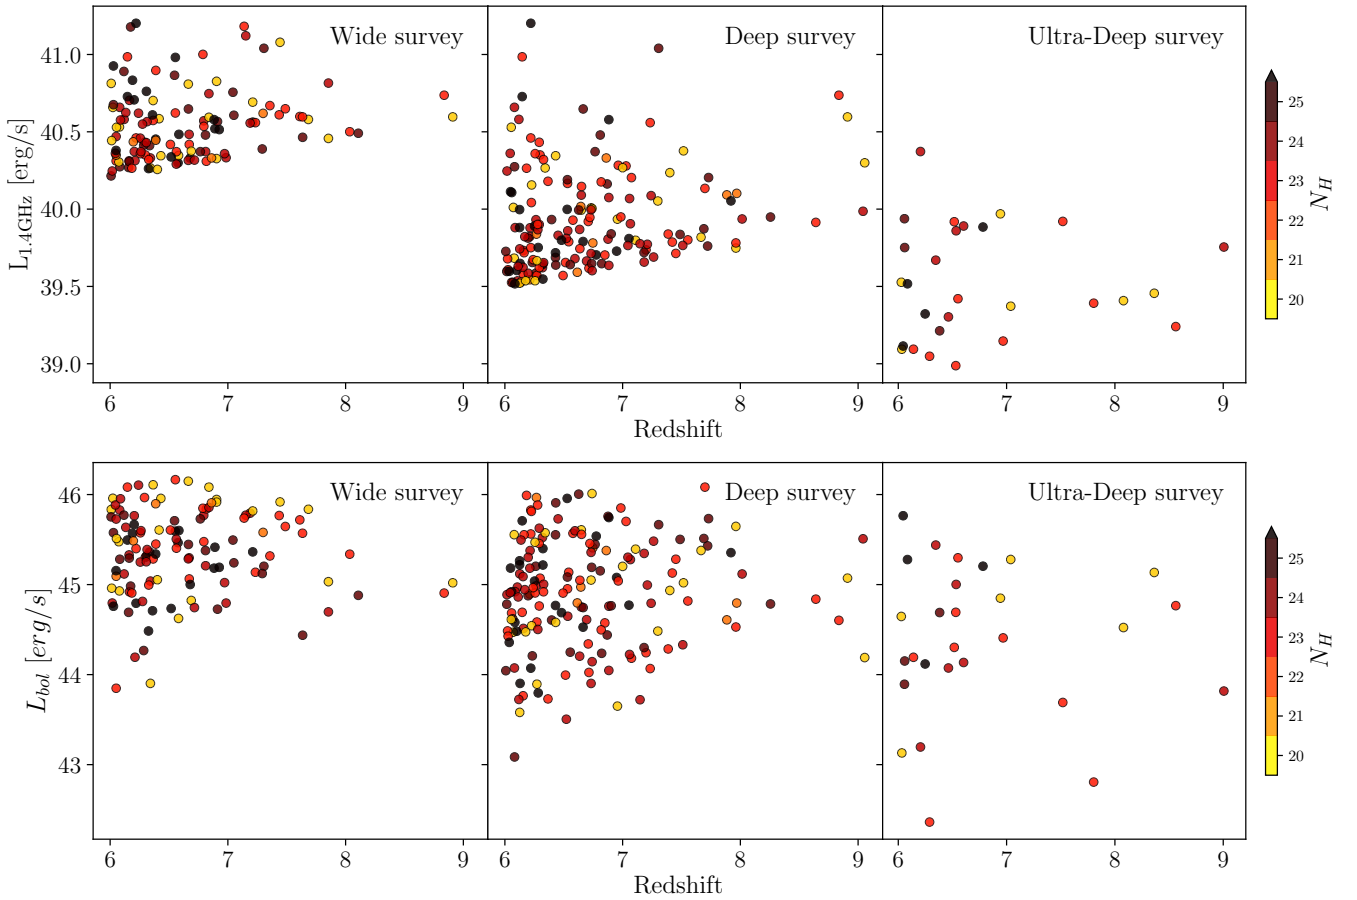 Wide survey Deep survey Ultra-Deep survey
41.0
40.5
40.0
39.5
39.0
L1.4GHz [erg/s]
6 7 8 9 6 7 8 9 6 7 8 9
Redshift
25
24
23
22
21
20
N_H
Wide survey Deep survey Ultra-Deep survey
46
45
44
43
L_bol [erg/s]
6 7 8 9 6 7 8 9 6 7 8 9
Redshift
25
24
23
22
21
20
N_H